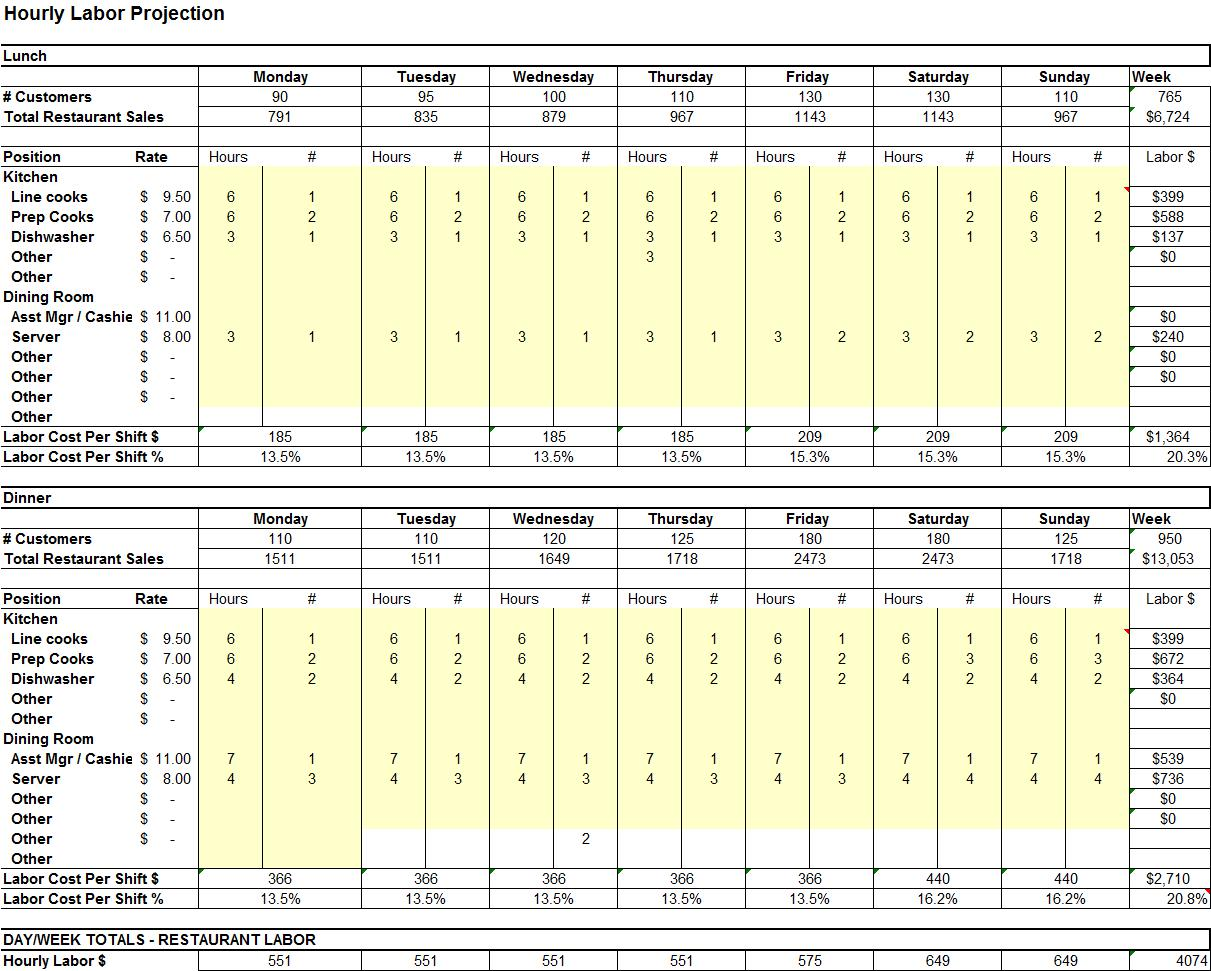 Hourly Labor Projection
Lunch
Monday Tuesday Wednesday Thursday Friday Saturday Sunday Week
# Customers 90 95 100 110 130 130 110 765
Total Restaurant Sales 791 835 879 967 1143 1143 967 $6,724
Position Rate Hours # Hours # Hours # Hours # Hours # Hours # Hours # Labor $
Kitchen
Line cooks $ 9.50 6 1 6 1 6 1 6 1 6 1 6 1 6 1 $399
Prep Cooks $ 7.00 6 2 6 2 6 2 6 2 6 2 6 2 6 2 $588
Dishwasher $ 6.50 3 1 3 1 3 1 3 1 3 1 3 1 3 1 $137
Other $ - 3 $0
Other $ -
Dining Room
Asst Mgr / Cashie $ 11.00 $0
Server $ 8.00 3 1 3 1 3 1 3 1 3 2 3 2 3 2 $240
Other $ - $0
Other $ - $0
Other $ -
Other
Labor Cost Per Shift $ 185 185 185 185 209 209 209 $1,364
Labor Cost Per Shift % 13.5% 13.5% 13.5% 13.5% 15.3% 15.3% 15.3% 20.3%
Dinner
Monday Tuesday Wednesday Thursday Friday Saturday Sunday Week
# Customers 110 110 120 125 180 180 125 950
Total Restaurant Sales 1511 1511 1649 1718 2473 2473 1718 $13,053
Position Rate Hours # Hours # Hours # Hours # Hours # Hours # Hours # Labor $
Kitchen
Line cooks $ 9.50 6 1 6 1 6 1 6 1 6 1 6 1 6 1 $399
Prep Cooks $ 7.00 6 2 6 2 6 2 6 2 6 2 6 3 6 3 $672
Dishwasher $ 6.50 4 2 4 2 4 2 4 2 4 2 4 2 4 2 $364
Other $ - $0
Other $ -
Dining Room
Asst Mgr / Cashie $ 11.00 7 1 7 1 7 1 7 1 7 1 7 1 7 1 $539
Server $ 8.00 4 3 4 3 4 3 4 3 4 3 4 4 4 4 $736
Other $ - $0
Other $ - $0
Other $ - 2
Other
Labor Cost Per Shift $ 366 366 366 366 366 440 440 $2,710
Labor Cost Per Shift % 13.5% 13.5% 13.5% 13.5% 13.5% 16.2% 16.2% 20.8%
DAY/WEEK TOTALS - RESTAURANT LABOR
Hourly Labor $ 551 551 551 551 575 649 649 4074